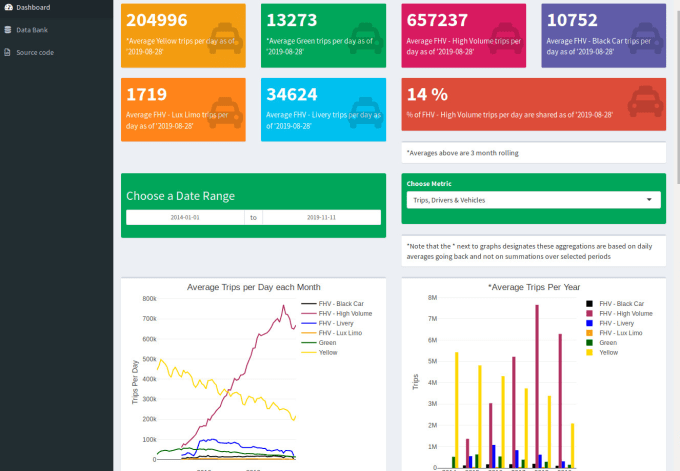 Dashboard
Data Bank
Source code
204996
*Average Yellow trips per day as of
'2019-08-28'
13273
*Average Green trips per day as of
'2019-08-28'
657237
Average FHV - High Volume trips per
day as of '2019-08-28'
10752
Average FHV - Black Car trips per
day as of '2019-08-28'
1719
Average FHV - Lux Limo trips per
day as of '2019-08-28'
34624
Average FHV - Livery trips per day as
of '2019-08-28'
14 %
% of FHV - High Volume trips per day are shared as of '2019-08-28'
*Averages above are 3 month rolling
Choose a Date Range
2014-01-01 to 2019-11-11
Choose Metric
Trips, Drivers & Vehicles
*Note that the * next to graphs designates these aggregations are based on daily
averages going back and not on summations over selected periods
Average Trips per Day each Month
800k
700k
600k
500k
400k
300k
200k
100k
0
Trips Per Day
FHV - Black Car
FHV - High Volume
FHV - Livery
FHV - Lux Limo
Green
Yellow
*Average Trips Per Year
8M
7M
6M
5M
4M
3M
2M
1M
0
Trips
FHV - Black Car
FHV - High Volume
FHV - Livery
FHV - Lux Limo
Green
Yellow